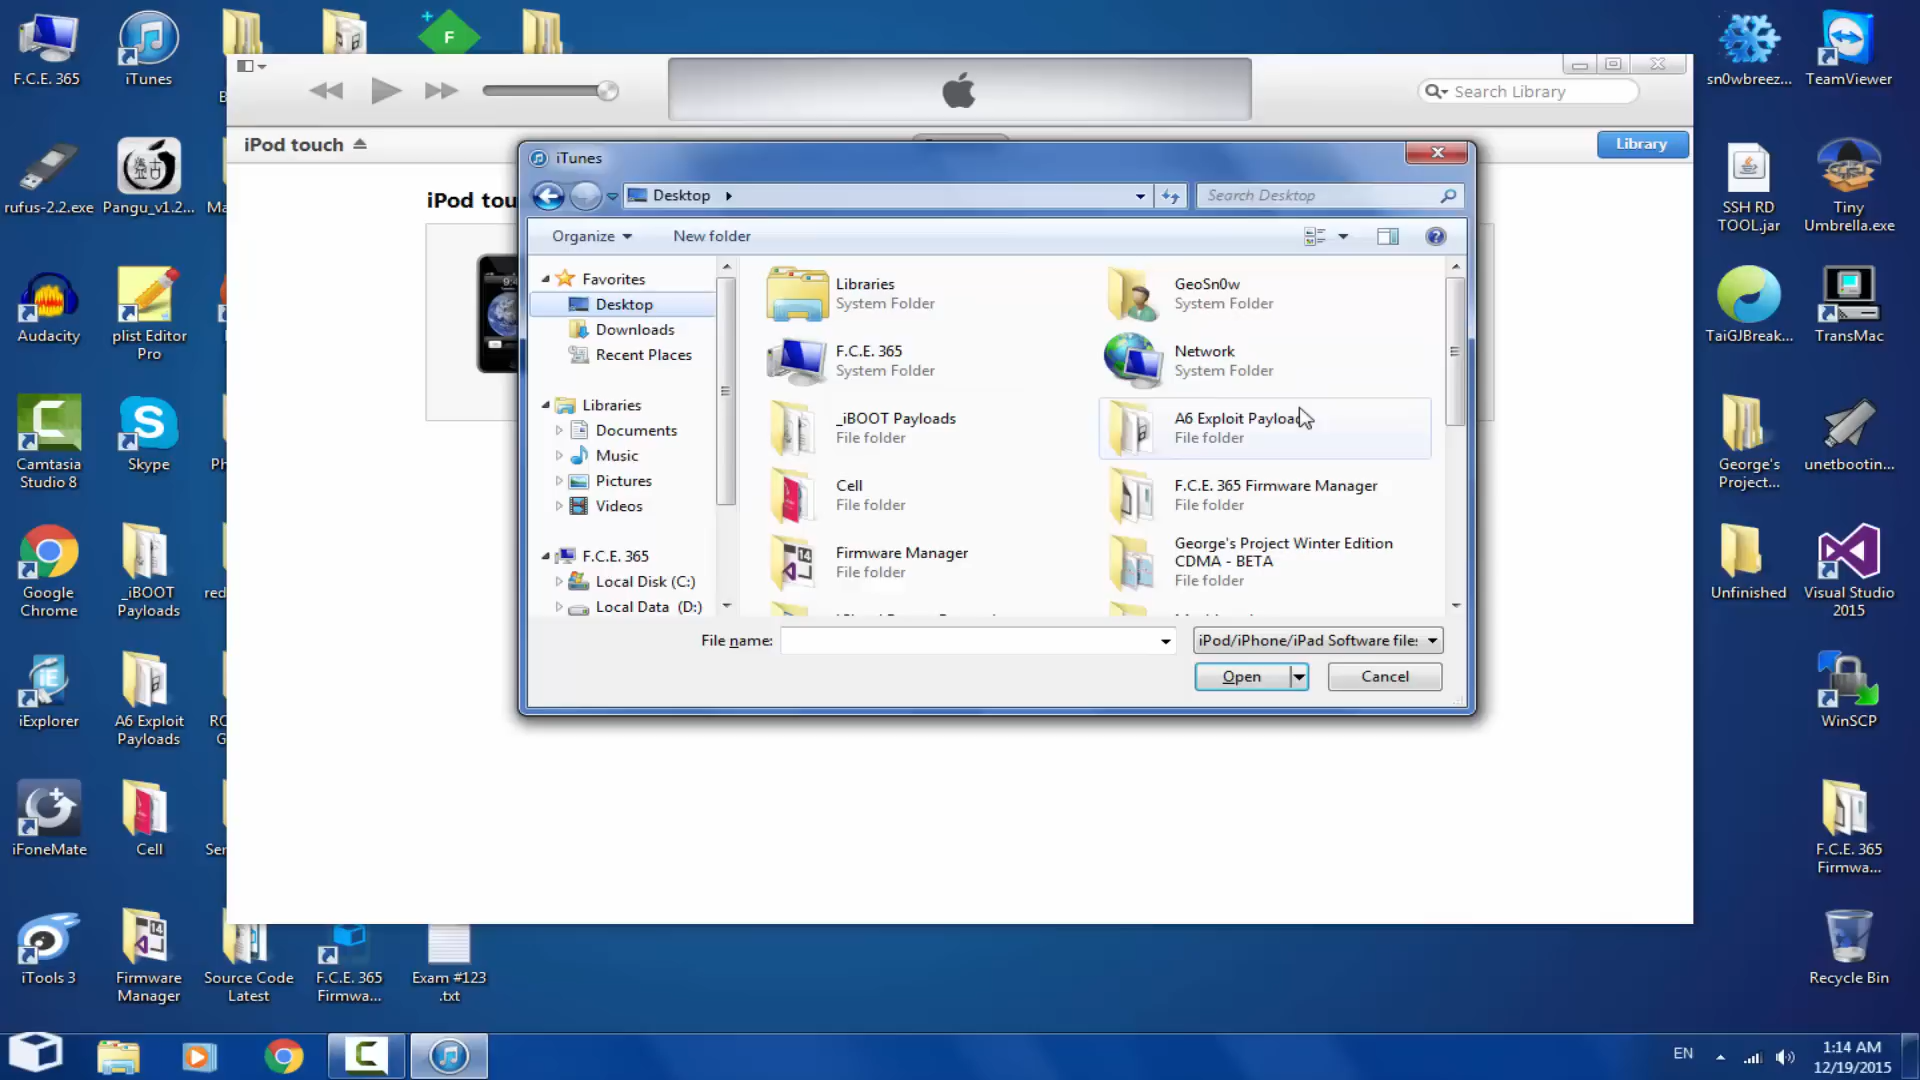 F.C.E. 365
iTunes
F
sn0wbreez...
TeamViewer
Search Library
iPod touch
Library
iPod tou
iTunes
Desktop
Search Desktop
Organize
New folder
Favorites
Desktop
Downloads
Recent Places
Libraries
Documents
Music
Pictures
Videos
F.C.E. 365
Local Disk (C:)
Local Data (D:)
Libraries
System Folder
GeoSn0w
System Folder
F.C.E. 365
System Folder
Network
System Folder
_iBOOT Payloads
File folder
A6 Exploit Payload
File folder
Cell
File folder
F.C.E. 365 Firmware Manager
File folder
Firmware Manager
File folder
George's Project Winter Edition
CDMA - BETA
File folder
File name:
iPod/iPhone/iPad Software file:
Open
Cancel
rufus-2.2.exe
Pangu_v1.2...
Ma
SSH RD
TOOL.jar
Tiny
Umbrella.exe
Audacity
plist Editor
Pro
TaiGJBreak...
TransMac
Camtasia
Studio 8
Skype
Ph
George's
Project...
unetbootin...
Google
Chrome
_iBOOT
Payloads
red
Unfinished
Visual Studio
2015
iExplorer
A6 Exploit
Payloads
RC
G
WinSCP
iFoneMate
Cell
Ser
F.C.E. 365
Firmwa...
iTools 3
Firmware
Manager
Source Code
Latest
F.C.E. 365
Firmwa...
Exam #123
.txt
Recycle Bin
EN
1:14 AM
12/19/2015